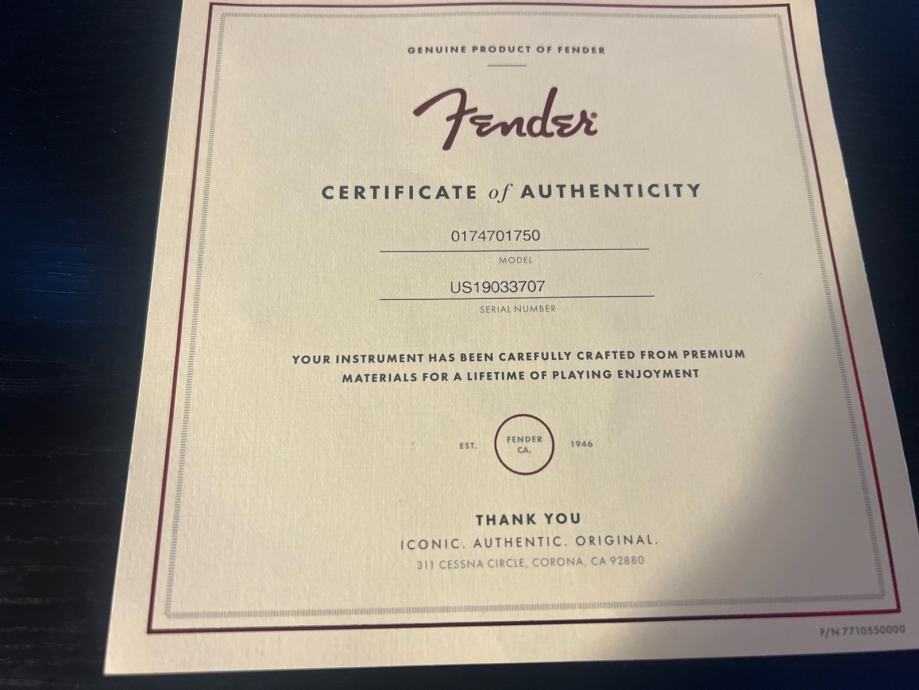 GENUINE PRODUCT OF FENDER
Fender
CERTIFICATE of AUTHENTICITY
0174701750
MODEL
US19033707
SERIAL NUMBER
YOUR INSTRUMENT HAS BEEN CAREFULLY CRAFTED FROM PREMIUM
MATERIALS FOR A LIFETIME OF PLAYING ENJOYMENT
EST. FENDER CA. 1946
THANK YOU
ICONIC. AUTHENTIC. ORIGINAL.
311 CESSNA CIRCLE, CORONA, CA 92880
P/N 7710550000